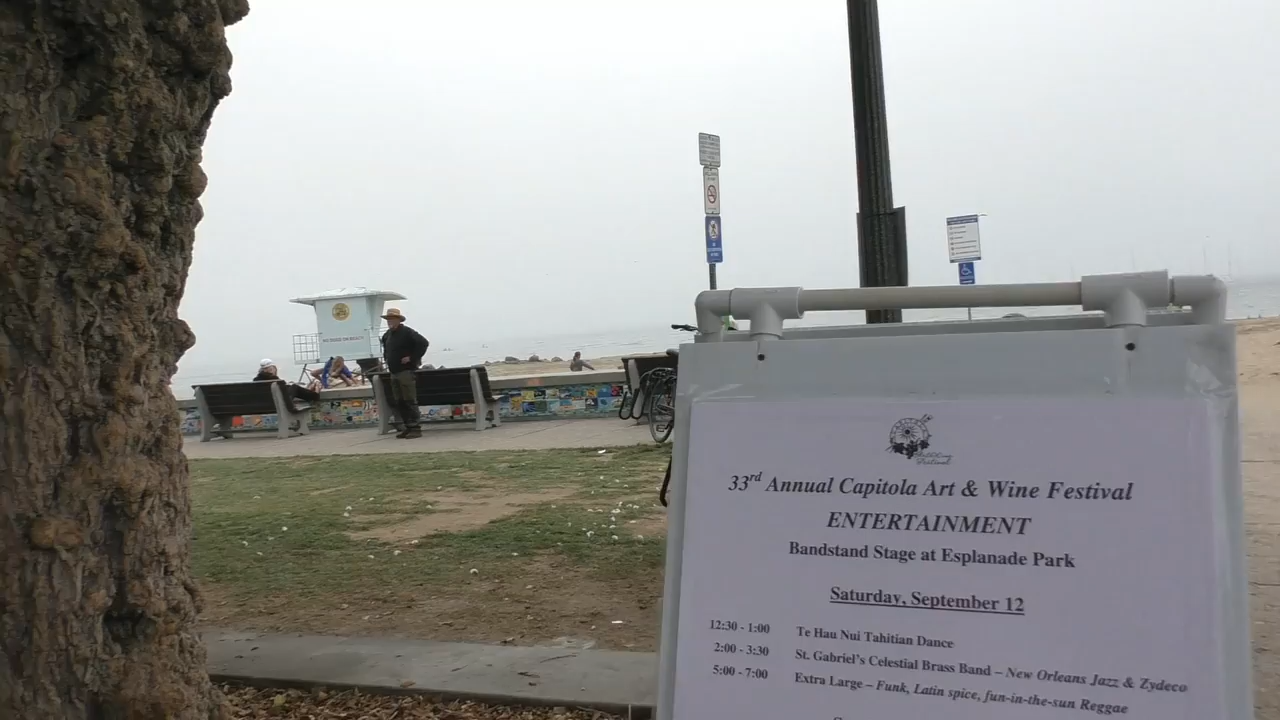 33rd Annual Capitola Art & Wine Festival
ENTERTAINMENT
Bandstand Stage at Esplanade Park
Saturday, September 12
12:30 - 1:00 Te Hau Nui Tahitian Dance
2:00 - 3:30 St. Gabriel's Celestial Brass Band – New Orleans Jazz & Zydeco
5:00 - 7:00 Extra Large – Funk, Latin spice, fun-in-the-sun Reggae